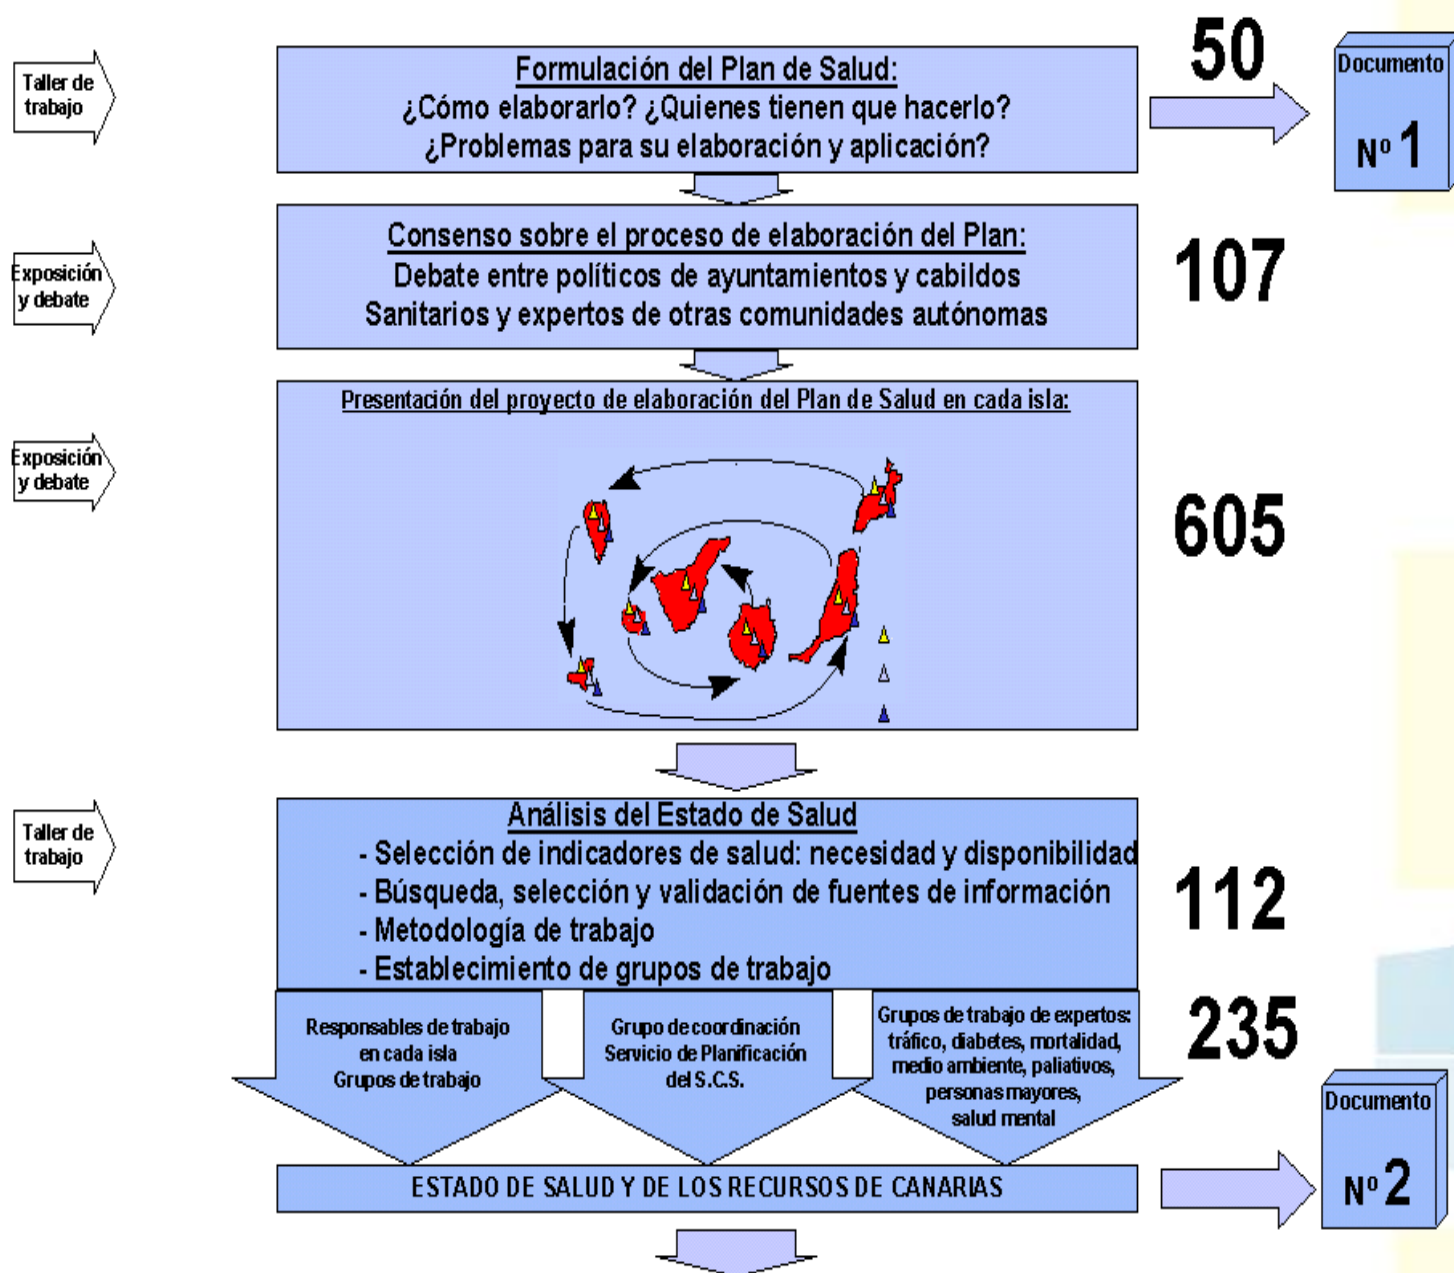 Taller de
trabajo
Formulación del Plan de Salud:
¿Cómo elaborarlo? ¿Quienes tienen que hacerlo?
¿Problemas para su elaboración y aplicación?
50
Documento
Nº 1
Exposición
y debate
Consenso sobre el proceso de elaboración del Plan:
Debate entre políticos de ayuntamientos y cabildos
Sanitarios y expertos de otras comunidades autónomas
107
Exposición
y debate
Presentación del proyecto de elaboración del Plan de Salud en cada isla:
605
Taller de
trabajo
Análisis del Estado de Salud
- Selección de indicadores de salud: necesidad y disponibilidad
- Búsqueda, selección y validación de fuentes de información
- Metodología de trabajo
- Establecimiento de grupos de trabajo
112
Responsables de trabajo
en cada isla
Grupos de trabajo
Grupo de coordinación
Servicio de Planificación
del S.C.S.
Grupos de trabajo de expertos:
tráfico, diabetes, mortalidad,
medio ambiente, paliativos,
personas mayores,
salud mental
235
ESTADO DE SALUD Y DE LOS RECURSOS DE CANARIAS
Documento
Nº 2